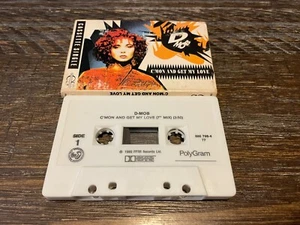 CASSETTE SINGLE
D MOB
C'MON AND GET MY LOVE
C'MON AND GET MY LOVE
D-MOB
C'MON AND GET MY LOVE (7" MIX)
SIDE
1
PolyGram